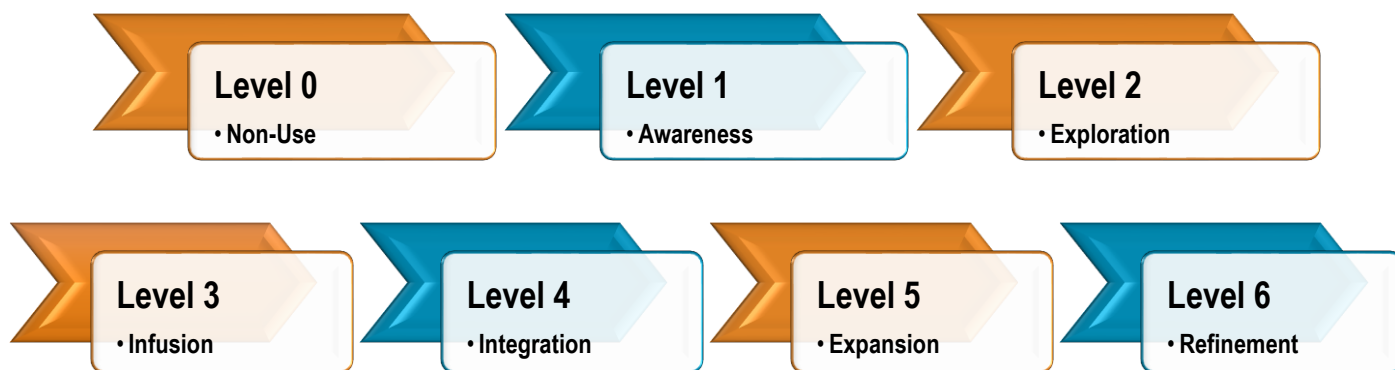 Level 0
• Non-Use
Level 1
• Awareness
Level 2
• Exploration
Level 3
• Infusion
Level 4
• Integration
Level 5
• Expansion
Level 6
• Refinement